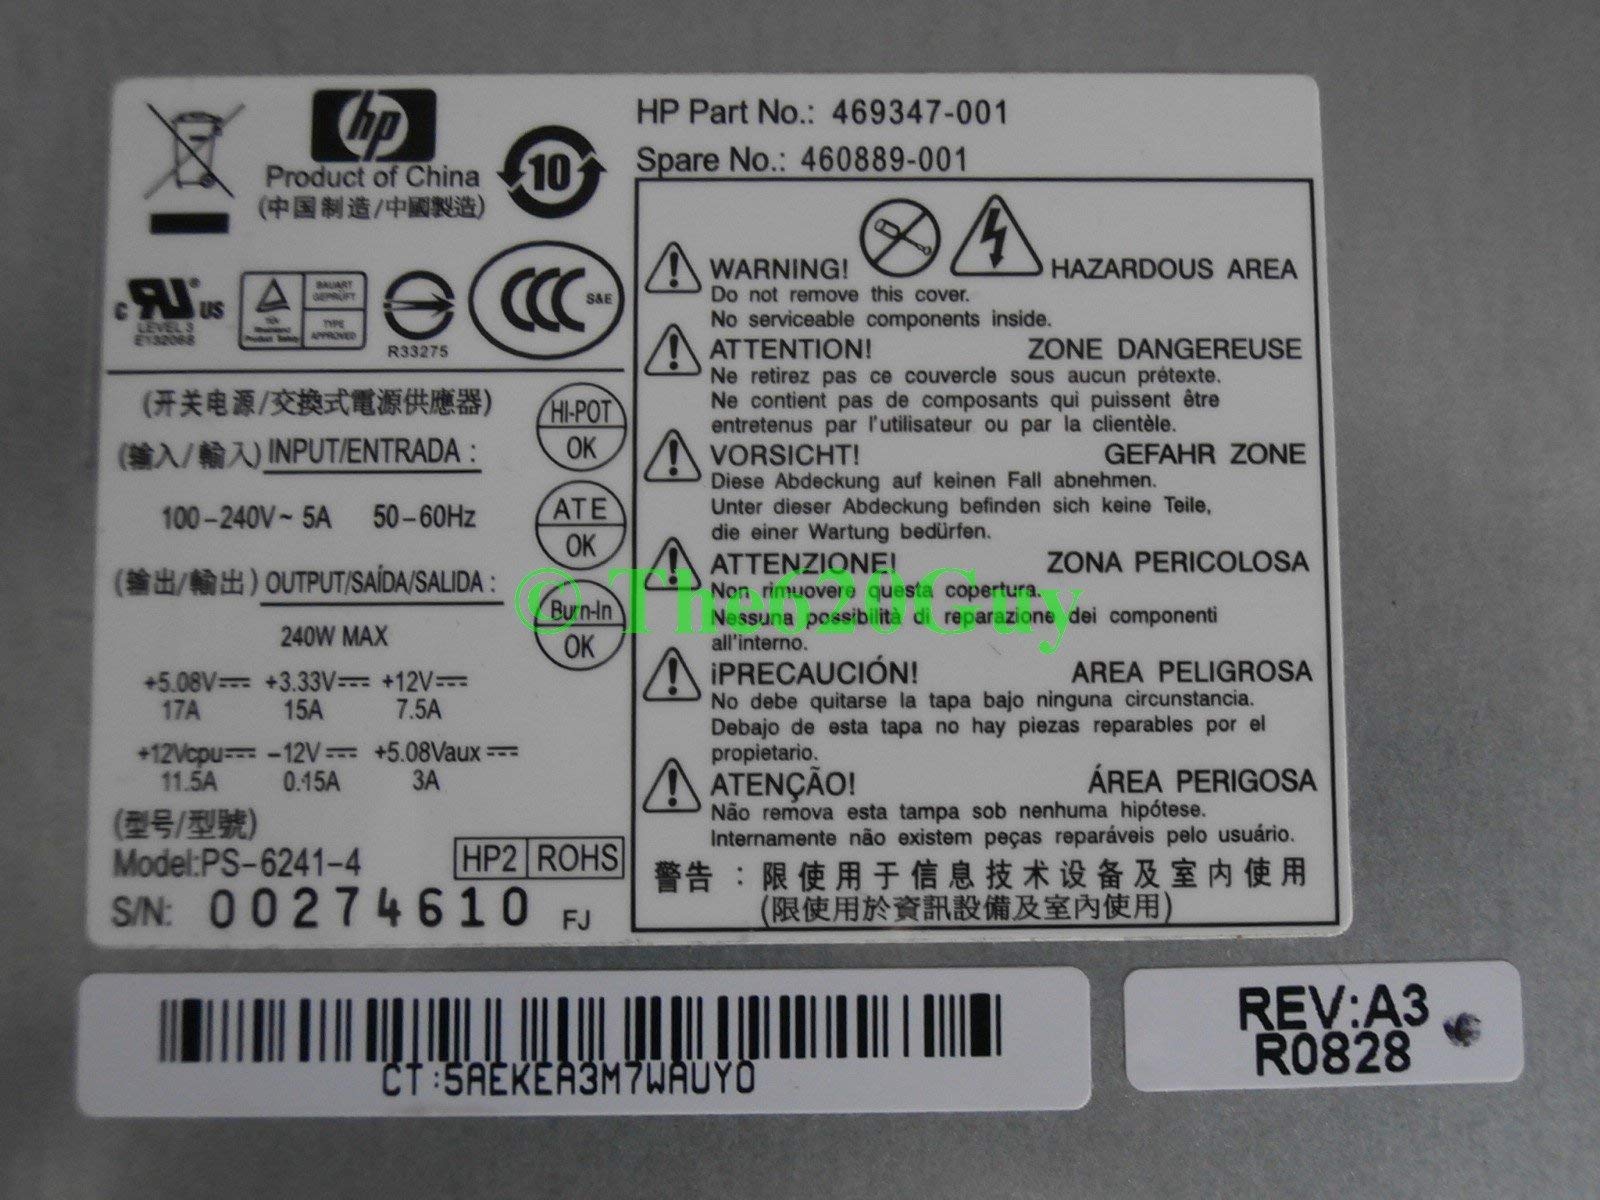 hp
Product of China
(中国制造/中國製造)
10
C RU® US
LEVEL 3
E132068
BAUART
GEPRÜFT
TÜV
Rheinland
Product Safety
TYPE
APPROVED
R33275
CCC S&E
(开关电源/交換式電源供應器)
(输入/輸入) INPUT/ENTRADA :
100-240V~ 5A 50-60Hz
(输出/輸出) OUTPUT/SAÍDA/SALIDA :
240W MAX
+5.08V +3.33V +12V
17A 15A 7.5A
+12Vcpu -12V +5.08Vaux
11.5A 0.15A 3A
(型号/型號)
Model:PS-6241-4
HP2 ROHS
S/N: 00274610 FJ
HI-POT
OK
ATE
OK
Burn-In
OK
HP Part No.: 469347-001
Spare No.: 460889-001
WARNING! HAZARDOUS AREA
Do not remove this cover.
No serviceable components inside.
ATTENTION! ZONE DANGEREUSE
Ne retirez pas ce couvercle sous aucun prétexte.
Ne contient pas de composants qui puissent être
entretenus par l'utilisateur ou par la clientèle.
VORSICHT! GEFAHR ZONE
Diese Abdeckung auf keinen Fall abnehmen.
Unter dieser Abdeckung befinden sich keine Teile,
die einer Wartung bedürfen.
ATTENZIONE! ZONA PERICOLOSA
Non rimuovere questa copertura.
Nessuna possibilità di reparazione dei componenti
all'interno.
¡PRECAUCIÓN! AREA PELIGROSA
No debe quitarse la tapa bajo ninguna circunstancia.
Debajo de esta tapa no hay piezas reparables por el
propietario.
ATENÇÃO! ÁREA PERIGOSA
Não remova esta tampa sob nenhuma hipótese.
Internamente não existem peças reparáveis pelo usuário.
警告：限使用于信息技术设备及室内使用
(限使用於資訊設備及室內使用)
© The620Guy
CT:5AEKEA3M7WAUY0
REV:A3
R0828